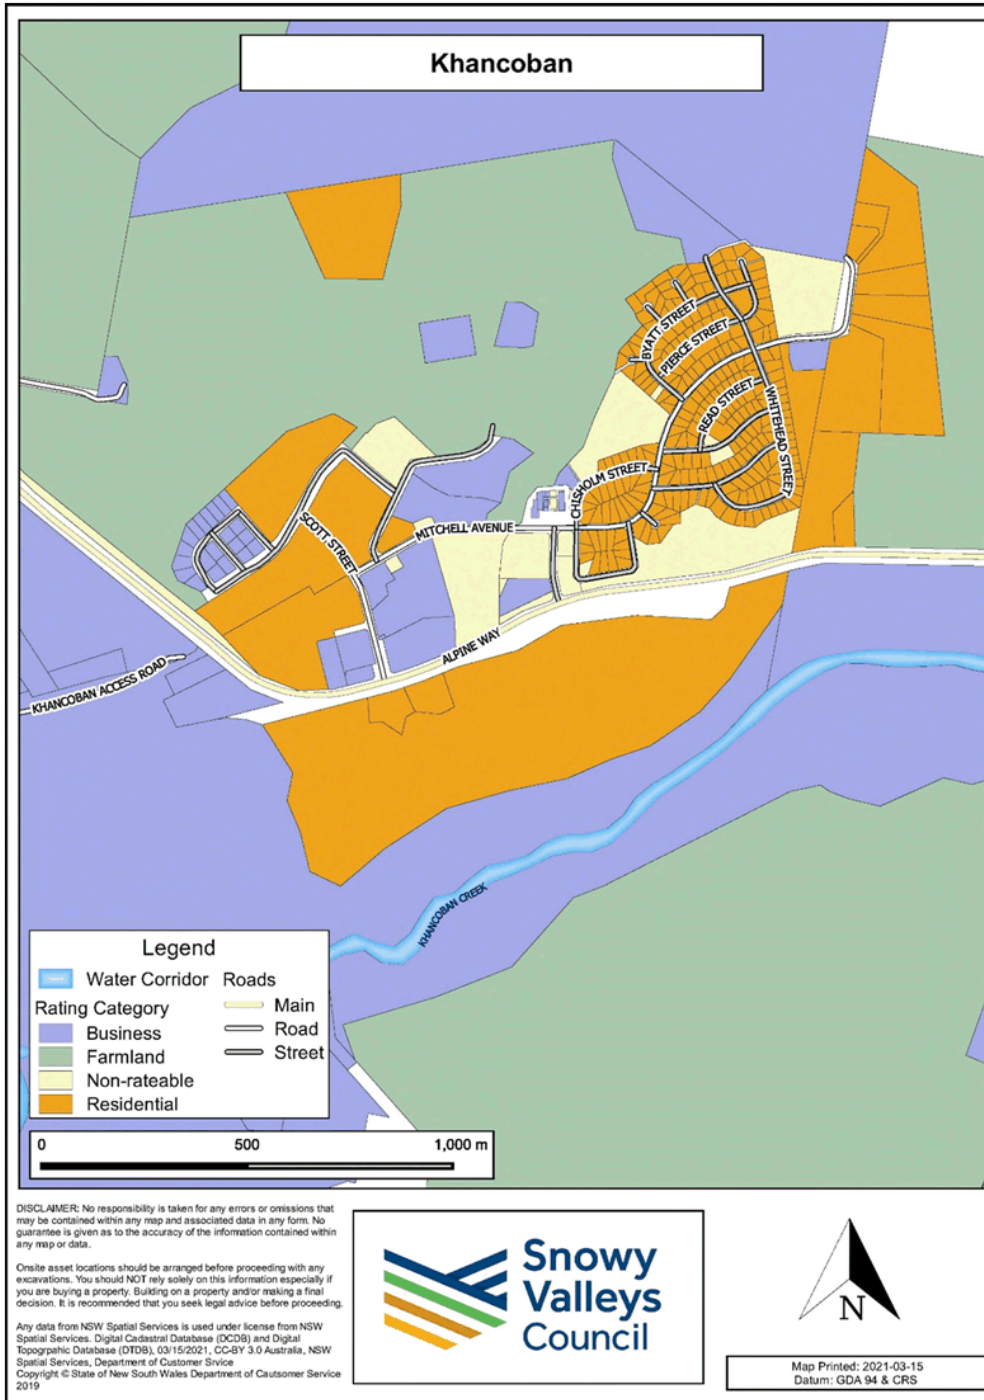 Khancoban
BYATT STREET
PIERCE STREET
READ STREET
WHITEHEAD STREET
CHISHOLM STREET
MITCHELL AVENUE
SCOTT STREET
ALPINE WAY
KHANCOBAN ACCESS ROAD
KHANCOBAN CREEK
Legend
Water Corridor
Roads
Main
Road
Street
Rating Category
Business
Farmland
Non-rateable
Residential
0 500 1,000 m
DISCLAIMER: No responsibility is taken for any errors or omissions that
may be contained within any map and associated data in any form. No
guarantee is given as to the accuracy of the information contained within
any map or data.
Onsite asset locations should be arranged before proceeding with any
excavations. You should NOT rely solely on this information especially if
you are buying a property. Building on a property and/or making a final
decision. It is recommended that you seek legal advice before proceeding.
Any data from NSW Spatial Services is used under license from NSW
Spatial Services. Digital Cadastral Database (DCDB) and Digital
Topogrpahic Database (DTDB), 03/15/2021, CC-BY 3.0 Australia, NSW
Spatial Services, Department of Customer Srvice
Copyright © State of New South Wales Department of Cautsomer Service
2019
Snowy
Valleys
Council
N
Map Printed: 2021-03-15
Datum: GDA 94 & CRS